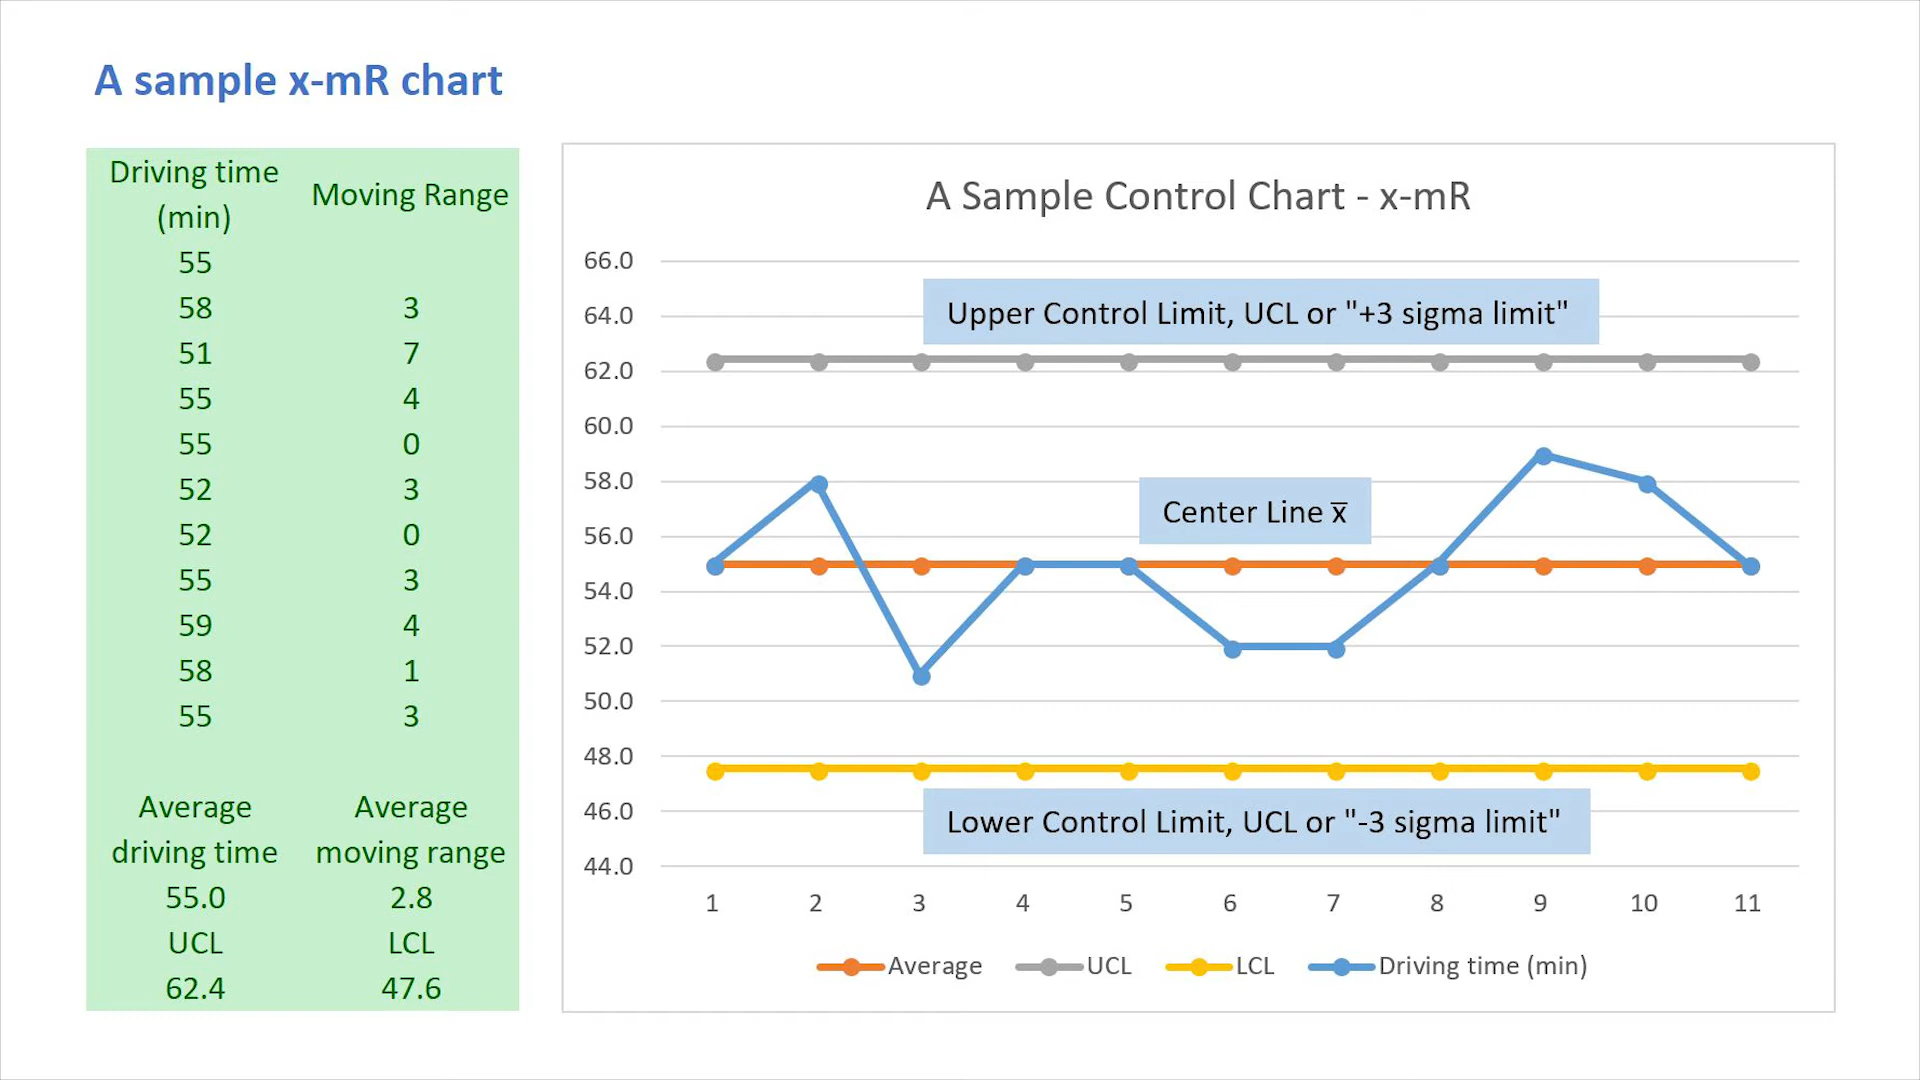 A sample x-mR chart
Driving time
(min)
Moving Range
55
58 3
51 7
55 4
55 0
52 3
52 0
55 3
59 4
58 1
55 3
Average Average
driving time moving range
55.0 2.8
UCL LCL
62.4 47.6
A Sample Control Chart - x-mR
66.0
Upper Control Limit, UCL or "+3 sigma limit"
64.0
62.0
60.0
58.0
Center Line x̅
56.0
54.0
52.0
50.0
48.0
46.0
Lower Control Limit, UCL or "-3 sigma limit"
44.0
1 2 3 4 5 6 7 8 9 10 11
Average UCL LCL Driving time (min)